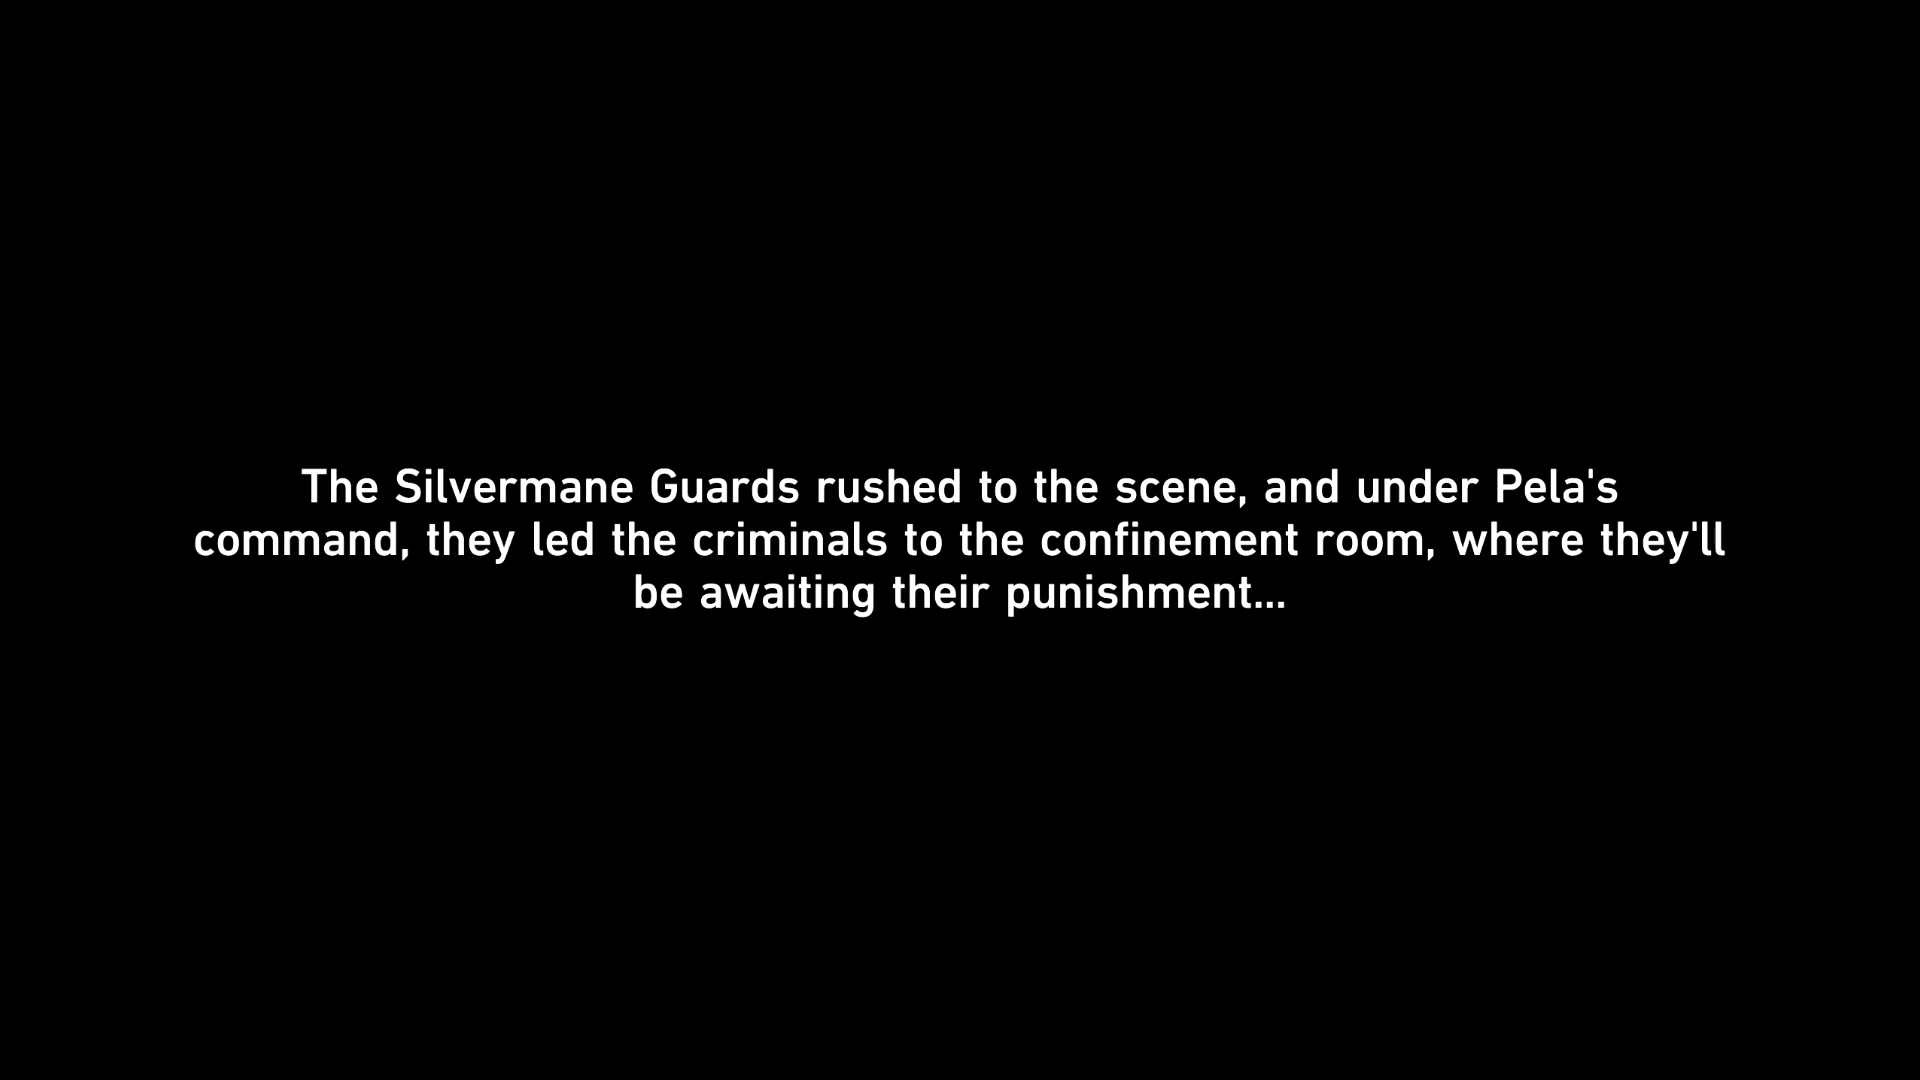 The Silvermane Guards rushed to the scene, and under Pela's
command, they led the criminals to the confinement room, where they'll
be awaiting their punishment...